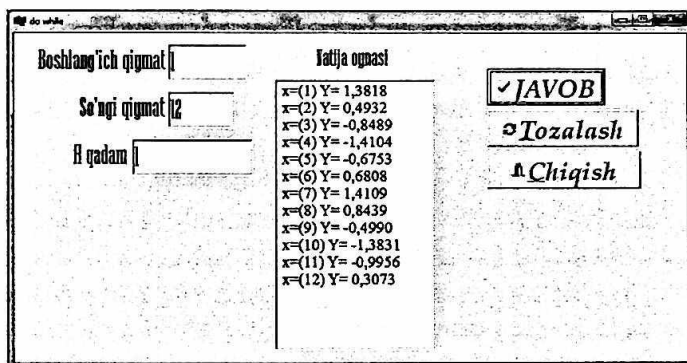 do while
Boshlang'ich qiymat 1
So'ngi qiymat 12
H qadam 1
Natija oynasi
x=(1) Y= 1,3818
x=(2) Y= 0,4932
x=(3) Y= -0,8489
x=(4) Y= -1,4104
x=(5) Y= -0,6753
x=(6) Y= 0,6808
x=(7) Y= 1,4109
x=(8) Y= 0,8439
x=(9) Y= -0,4990
x=(10) Y= -1,3831
x=(11) Y= -0,9956
x=(12) Y= 0,3073
JAVOB
Tozalash
Chiqish